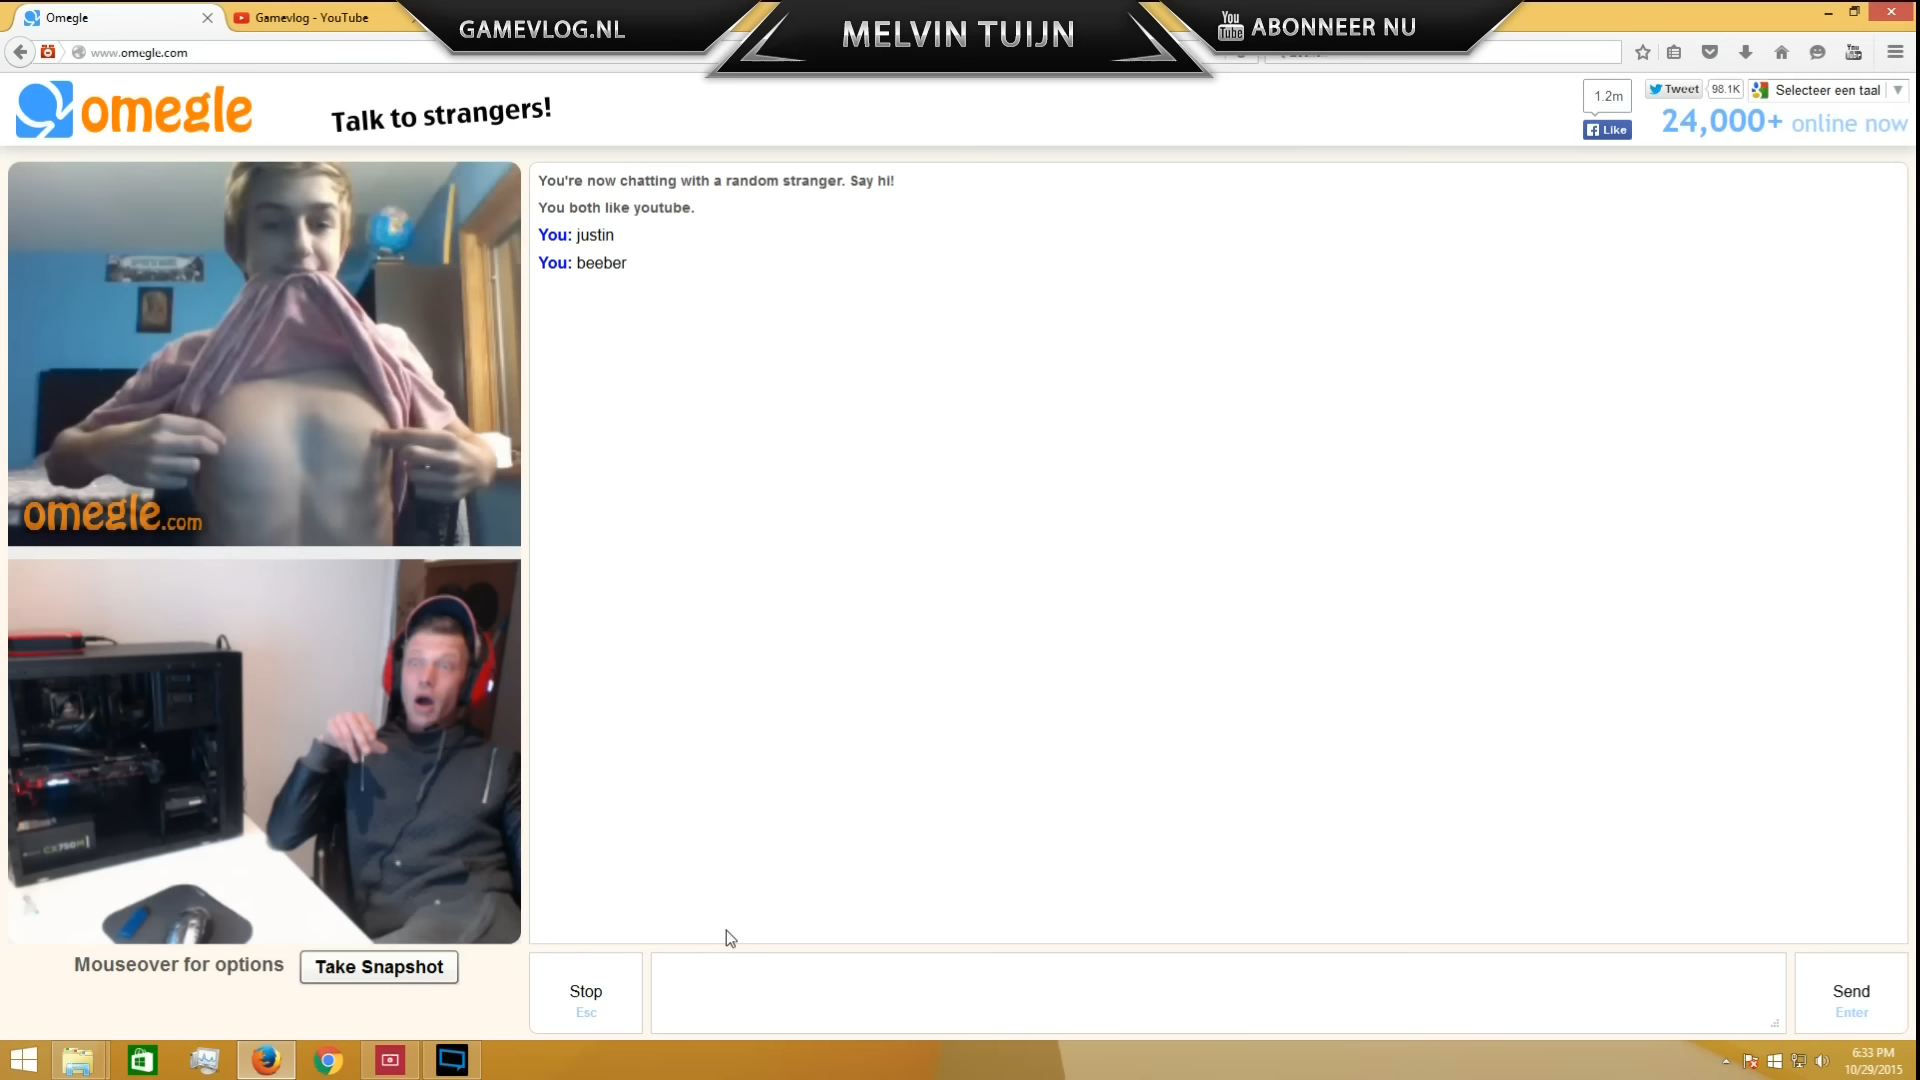 Omegle
Gamevlog - YouTube
GAMEVLOG.NL
MELVIN TUIJN
You Tube ABONNEER NU
www.omegle.com
omegle
Talk to strangers!
1.2m
Like
Tweet
98.1K
Selecteer een taal
24,000+ online now
You're now chatting with a random stranger. Say hi!
You both like youtube.
You: justin
You: beeber
omegle.com
CX750M
Mouseover for options
Take Snapshot
Stop
Esc
Send
Enter
6:33 PM
10/29/2015